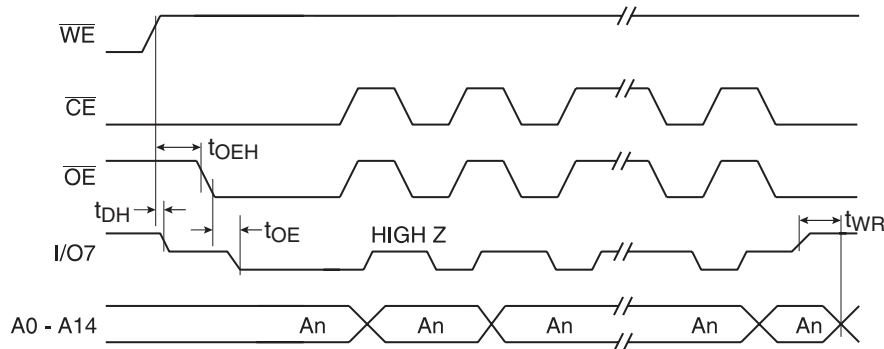 WE
CE
tOEH
OE
tDH
tOE
HIGH Z
tWR
I/O7
A0 - A14
An
An
An
An
An